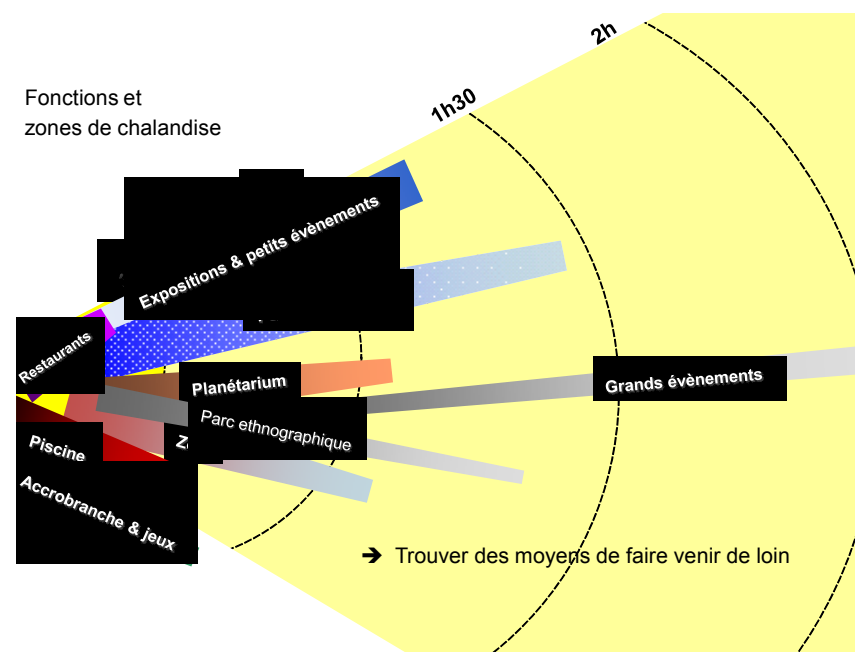 2h
1h30
Fonctions et
zones de chalandise
Expositions & petits évènements
Restaurants
Planétarium
Grands évènements
Parc ethnographique
Piscine
Accrobranche & jeux
➔ Trouver des moyens de faire venir de loin